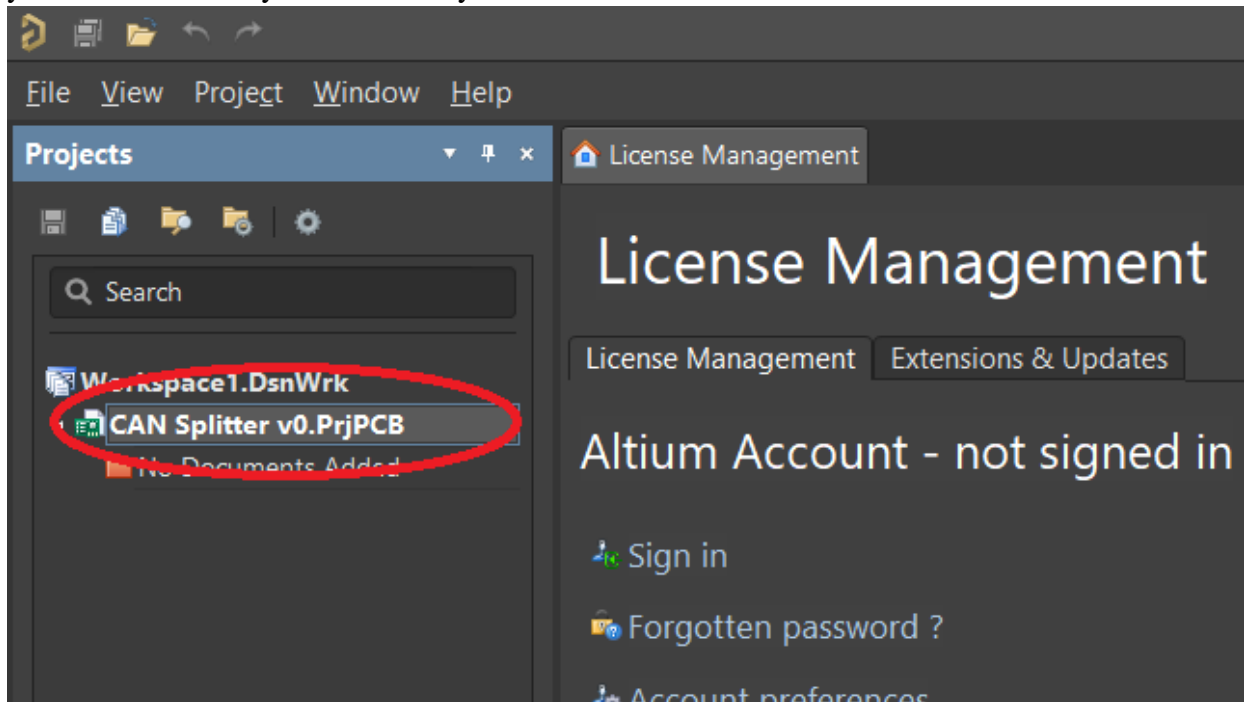 File View Project Window Help
Projects
License Management
Search
License Management
License Management Extensions & Updates
Workspace1.DsnWrk
CAN Splitter v0.PrjPCB
No Documents Added
Altium Account - not signed in
Sign in
Forgotten password ?
Account preferences